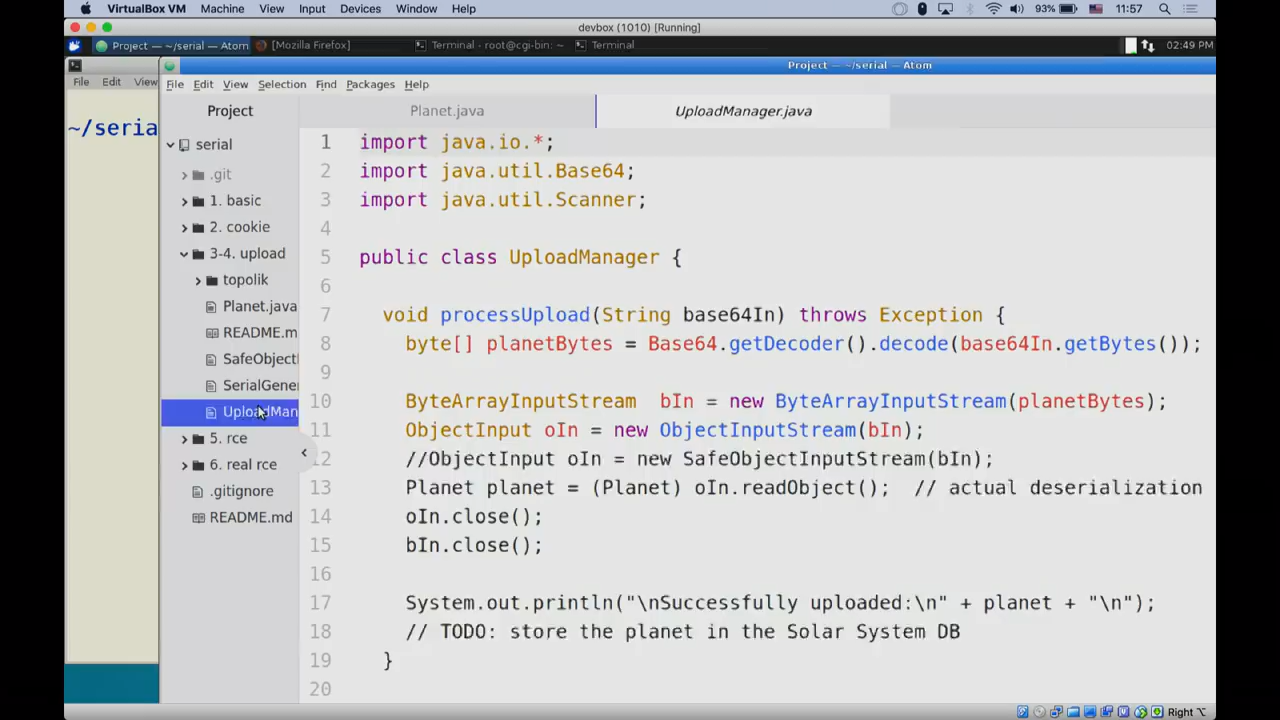 VirtualBox VM Machine View Input Devices Window Help 93% 11:57
devbox (1010) [Running]
Project — ~/serial — Atom [Mozilla Firefox] Terminal - root@cgi-bin: ~ Terminal 02:49 PM
Project — ~/serial — Atom
File Edit View
File Edit View Selection Find Packages Help
~/seria
Project
Planet.java UploadManager.java
serial
.git
1. basic
2. cookie
3-4. upload
topolik
Planet.java
README.m
SafeObject
SerialGene
UploadMan
5. rce
6. real rce
.gitignore
README.md
1 import java.io.*;
2 import java.util.Base64;
3 import java.util.Scanner;
4
5 public class UploadManager {
6
7 void processUpload(String base64In) throws Exception {
8 byte[] planetBytes = Base64.getDecoder().decode(base64In.getBytes());
9
10 ByteArrayInputStream bIn = new ByteArrayInputStream(planetBytes);
11 ObjectInput oIn = new ObjectInputStream(bIn);
12 //ObjectInput oIn = new SafeObjectInputStream(bIn);
13 Planet planet = (Planet) oIn.readObject(); // actual deserialization
14 oIn.close();
15 bIn.close();
16
17 System.out.println("\nSuccessfully uploaded:\n" + planet + "\n");
18 // TODO: store the planet in the Solar System DB
19 }
20
Right ⌥